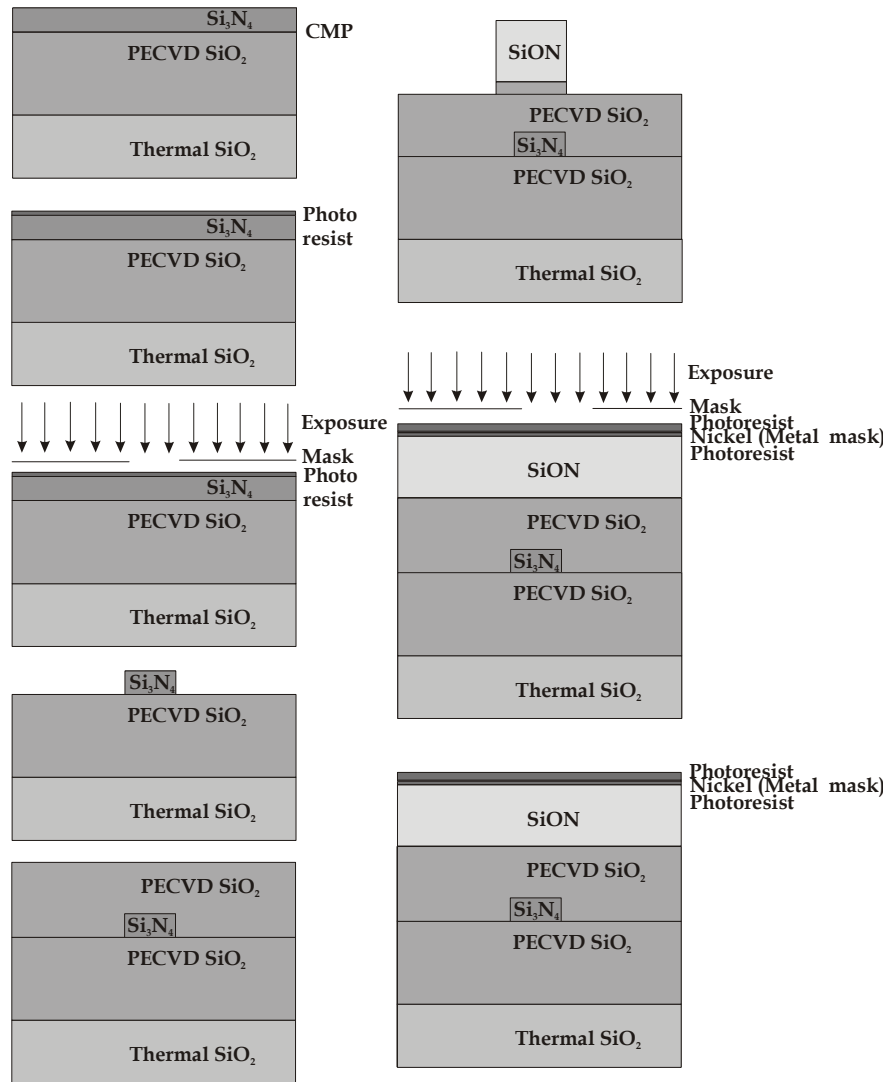 Si₃N₄
CMP
PECVD SiO₂
Thermal SiO₂
Photo
resist
Si₃N₄
PECVD SiO₂
Thermal SiO₂
Exposure
Mask
Photo
resist
Si₃N₄
PECVD SiO₂
Thermal SiO₂
Si₃N₄
PECVD SiO₂
Thermal SiO₂
PECVD SiO₂
Si₃N₄
PECVD SiO₂
Thermal SiO₂
SiON
PECVD SiO₂
Si₃N₄
PECVD SiO₂
Thermal SiO₂
Exposure
Mask
Photoresist
Nickel (Metal mask)
Photoresist
SiON
PECVD SiO₂
Si₃N₄
PECVD SiO₂
Thermal SiO₂
Photoresist
Nickel (Metal mask)
Photoresist
SiON
PECVD SiO₂
Si₃N₄
PECVD SiO₂
Thermal SiO₂